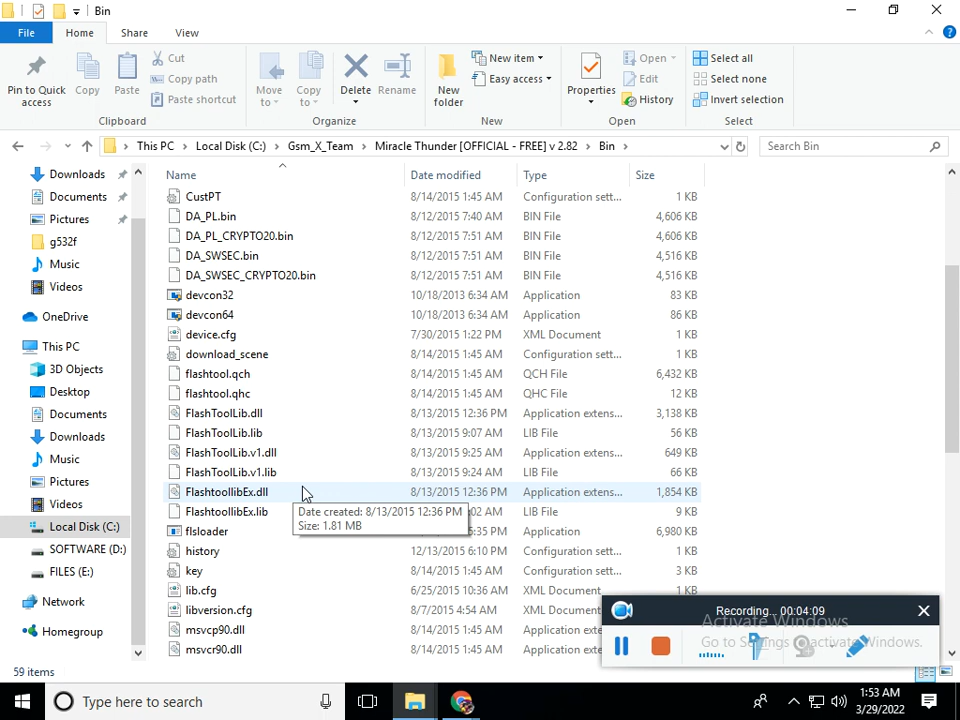 Bin
File Home Share View
Pin to Quick access
Copy
Paste
Cut
Copy path
Paste shortcut
Clipboard
Move to
Copy to
Delete
Rename
Organize
New folder
New item
Easy access
New
Properties
Open
Edit
History
Open
Select all
Select none
Invert selection
Select
This PC › Local Disk (C:) › Gsm_X_Team › Miracle Thunder [OFFICIAL - FREE] v 2.82 › Bin ›
Search Bin
Downloads
Documents
Pictures
g532f
Music
Videos
OneDrive
This PC
3D Objects
Desktop
Documents
Downloads
Music
Pictures
Videos
Local Disk (C:)
SOFTWARE (D:)
FILES (E:)
Network
Homegroup
Name Date modified Type Size
CustPT 8/14/2015 1:45 AM Configuration sett... 1 KB
DA_PL.bin 8/12/2015 7:40 AM BIN File 4,606 KB
DA_PL_CRYPTO20.bin 8/12/2015 7:51 AM BIN File 4,606 KB
DA_SWSEC.bin 8/12/2015 7:51 AM BIN File 4,516 KB
DA_SWSEC_CRYPTO20.bin 8/12/2015 7:51 AM BIN File 4,516 KB
devcon32 10/18/2013 6:34 AM Application 83 KB
devcon64 10/18/2013 6:34 AM Application 86 KB
device.cfg 7/30/2015 1:22 PM XML Document 1 KB
download_scene 8/14/2015 1:45 AM Configuration sett... 1 KB
flashtool.qch 8/14/2015 1:45 AM QCH File 6,432 KB
flashtool.qhc 8/14/2015 1:45 AM QHC File 12 KB
FlashToolLib.dll 8/13/2015 12:36 PM Application extens... 3,138 KB
FlashToolLib.lib 8/13/2015 9:07 AM LIB File 56 KB
FlashToolLib.v1.dll 8/13/2015 9:25 AM Application extens... 649 KB
FlashToolLib.v1.lib 8/13/2015 9:24 AM LIB File 66 KB
FlashtoollibEx.dll 8/13/2015 12:36 PM Application extens... 1,854 KB
FlashtoollibEx.lib :02 AM LIB File 9 KB
Date created: 8/13/2015 12:36 PM
Size: 1.81 MB
flsloader 5:35 PM Application 6,980 KB
history 12/13/2015 6:10 PM Configuration sett... 1 KB
key 8/14/2015 1:45 AM Configuration sett... 3 KB
lib.cfg 6/25/2015 10:36 AM XML Document 1 KB
libversion.cfg 8/7/2015 4:54 AM XML Document
msvcp90.dll 8/14/2015 1:45 AM Application exte
msvcr90.dll 8/14/2015 1:45 AM Application exte
Recording... 00:04:09
Activate Windows
Go to Settings to activate Windows.
59 items
Type here to search
1:53 AM
3/29/2022